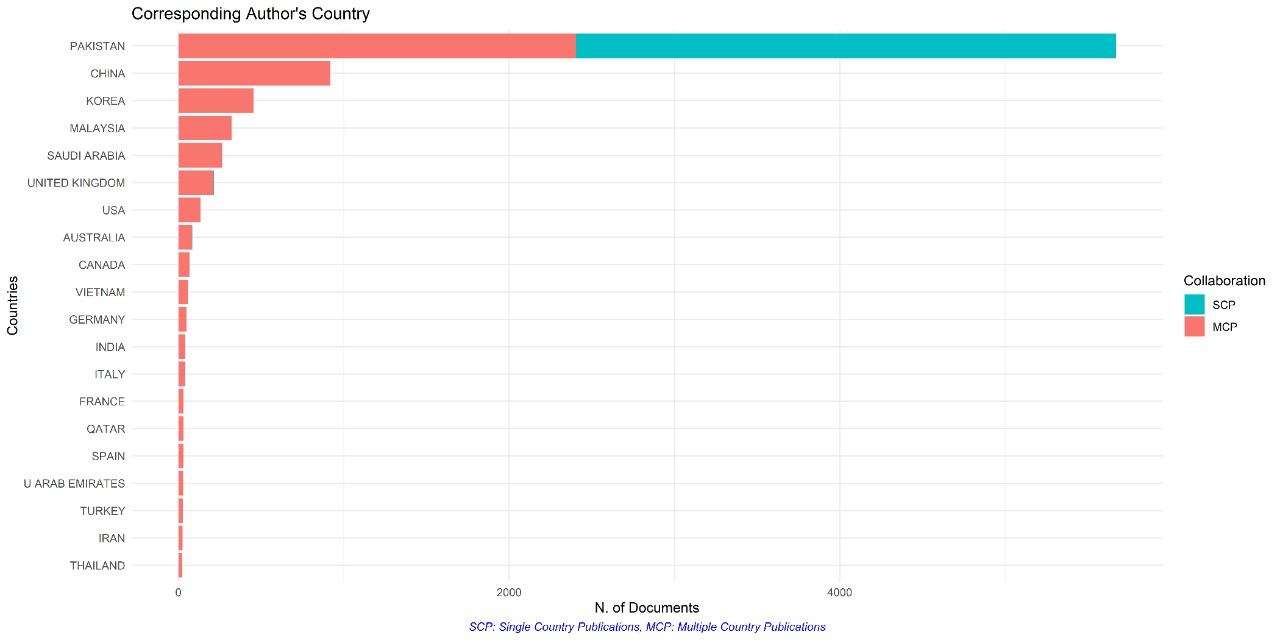 Corresponding Author's Country
PAKISTAN
CHINA
KOREA
MALAYSIA
SAUDI ARABIA
UNITED KINGDOM
USA
AUSTRALIA
CANADA
VIETNAM
GERMANY
INDIA
ITALY
FRANCE
QATAR
SPAIN
U ARAB EMIRATES
TURKEY
IRAN
THAILAND
Countries
0 2000 4000
N. of Documents
SCP: Single Country Publications, MCP: Multiple Country Publications
Collaboration
SCP
MCP